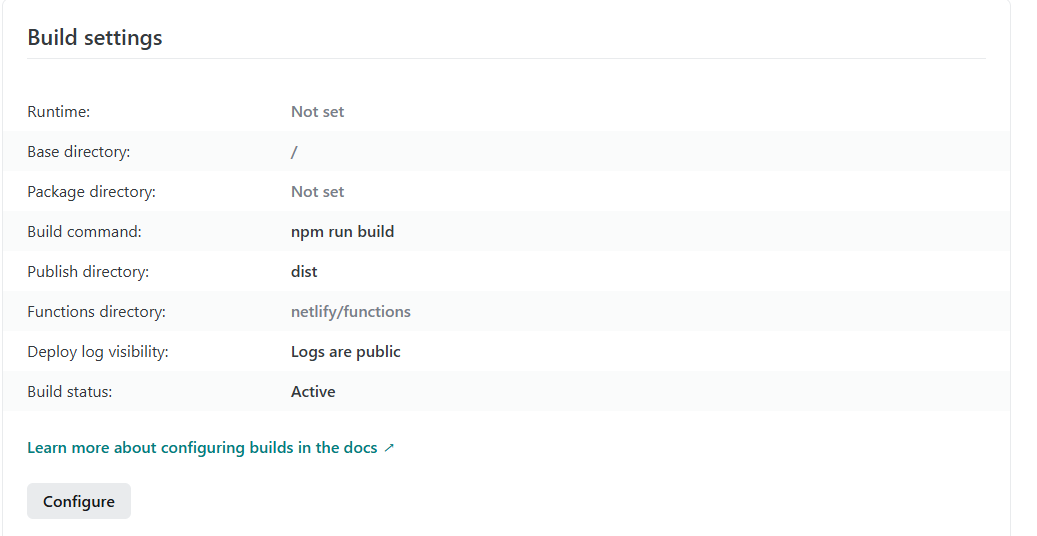 Build settings
Runtime: Not set
Base directory: /
Package directory: Not set
Build command: npm run build
Publish directory: dist
Functions directory: netlify/functions
Deploy log visibility: Logs are public
Build status: Active
Learn more about configuring builds in the docs ↗
Configure